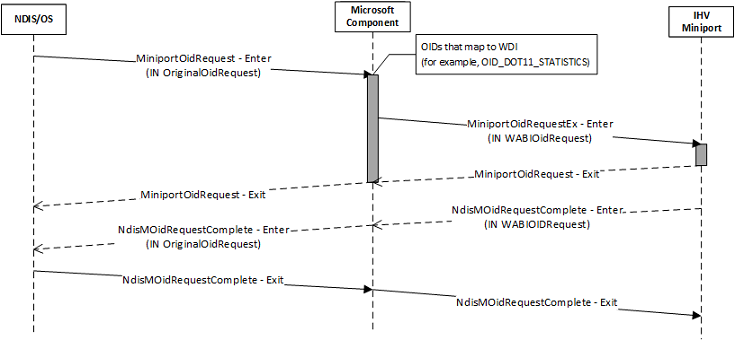 NDIS/OS
Microsoft
Component
IHV
Miniport
OIDs that map to WDI
(for example, OID_DOT11_STATISTICS)
MiniportOidRequest - Enter
(IN OriginalOidRequest)
MiniportOidRequestEx - Enter
(IN WABIOidRequest)
MiniportOidRequest - Exit
MiniportOidRequest - Exit
NdisMOidRequestComplete - Enter
(IN WABIOIDRequest)
NdisMOidRequestComplete - Enter
(IN OriginalOidRequest)
NdisMOidRequestComplete - Exit
NdisMOidRequestComplete - Exit